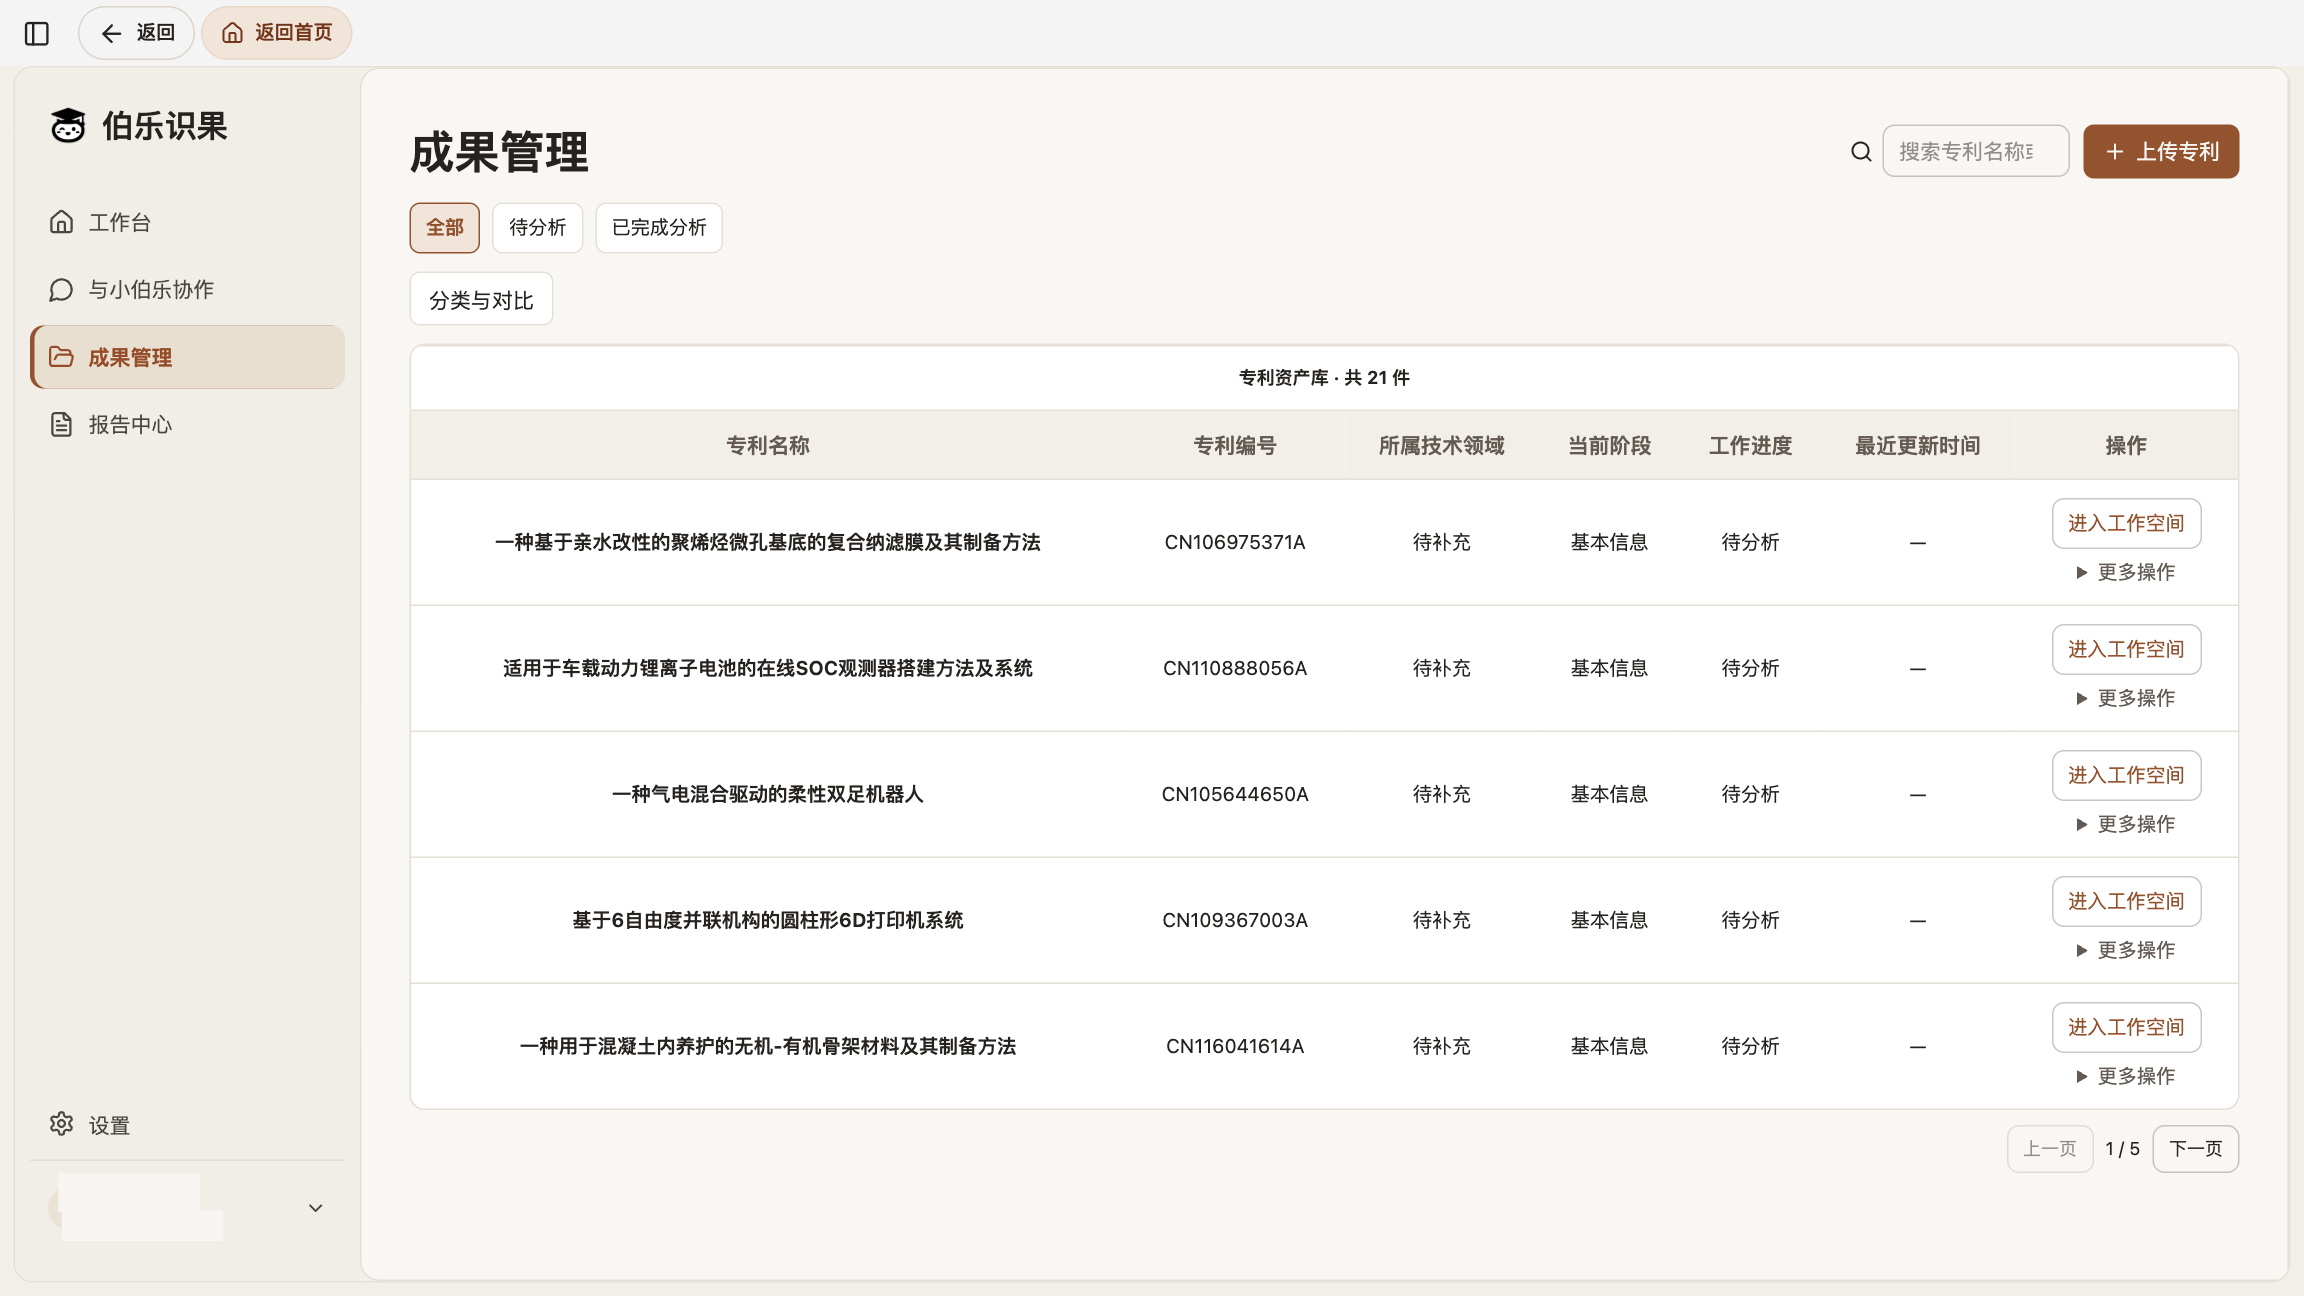 返回
返回首页
伯乐识果
工作台
与小伯乐协作
成果管理
报告中心
设置
成果管理
搜索专利名称
+ 上传专利
全部
待分析
已完成分析
分类与对比
专利资产库 · 共 21 件
专利名称 专利编号 所属技术领域 当前阶段 工作进度 最近更新时间 操作
一种基于亲水改性的聚烯烃微孔基底的复合纳滤膜及其制备方法 CN106975371A 待补充 基本信息 待分析 — 进入工作空间
▶ 更多操作
适用于车载动力锂离子电池的在线SOC观测器搭建方法及系统 CN110888056A 待补充 基本信息 待分析 — 进入工作空间
▶ 更多操作
一种气电混合驱动的柔性双足机器人 CN105644650A 待补充 基本信息 待分析 — 进入工作空间
▶ 更多操作
基于6自由度并联机构的圆柱形6D打印机系统 CN109367003A 待补充 基本信息 待分析 — 进入工作空间
▶ 更多操作
一种用于混凝土内养护的无机-有机骨架材料及其制备方法 CN116041614A 待补充 基本信息 待分析 — 进入工作空间
▶ 更多操作
上一页 1 / 5 下一页